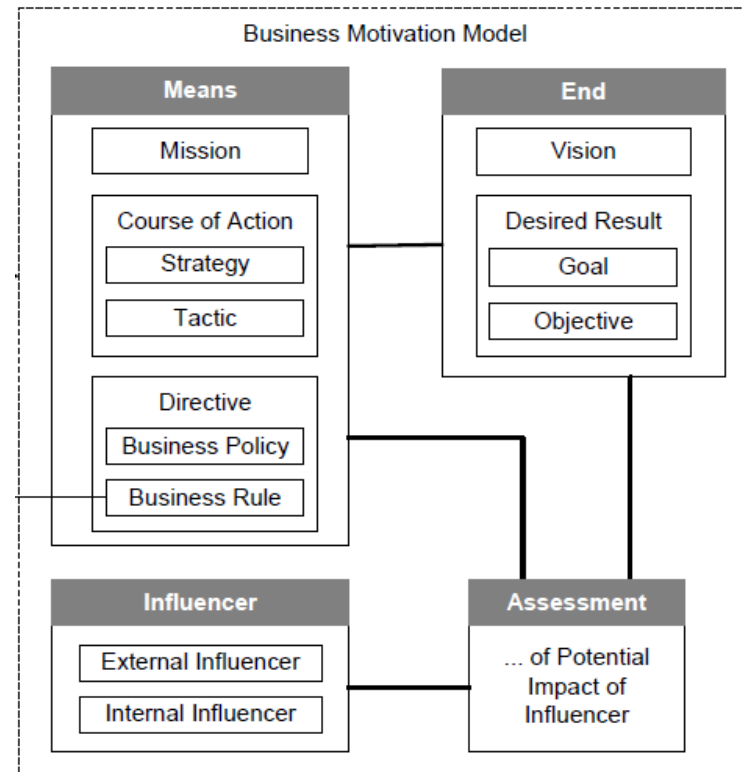 Business Motivation Model
Means
Mission
Course of Action
Strategy
Tactic
Directive
Business Policy
Business Rule
End
Vision
Desired Result
Goal
Objective
Influencer
External Influencer
Internal Influencer
Assessment
... of Potential
Impact of
Influencer